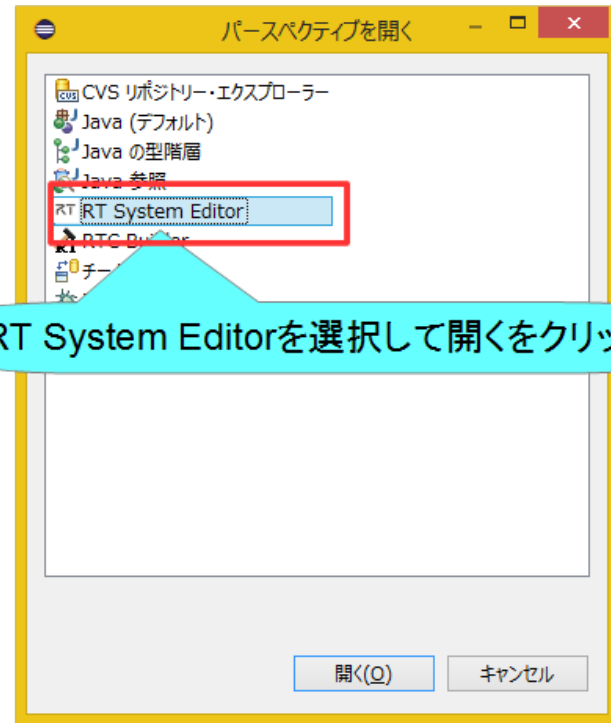 パースペクティブを開く
CVS リポジトリー・エクスプローラー
Java (デフォルト)
Java の型階層
Java 参照
RT System Editor
RTC Builder
RT System Editorを選択して開くをクリッ
開く(O)
キャンセル